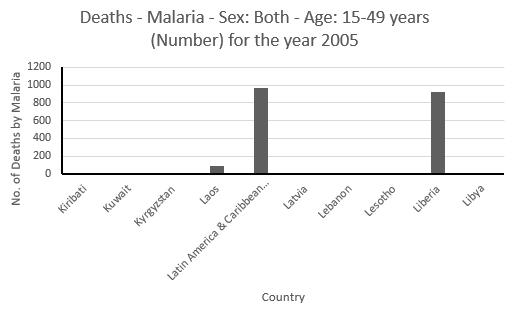 Deaths - Malaria - Sex: Both - Age: 15-49 years
(Number) for the year 2005
No. of Deaths by Malaria
1200
1000
800
600
400
200
0
Kiribati
Kuwait
Kyrgyzstan
Laos
Latin America & Caribbean...
Latvia
Lebanon
Lesotho
Liberia
Libya
Country